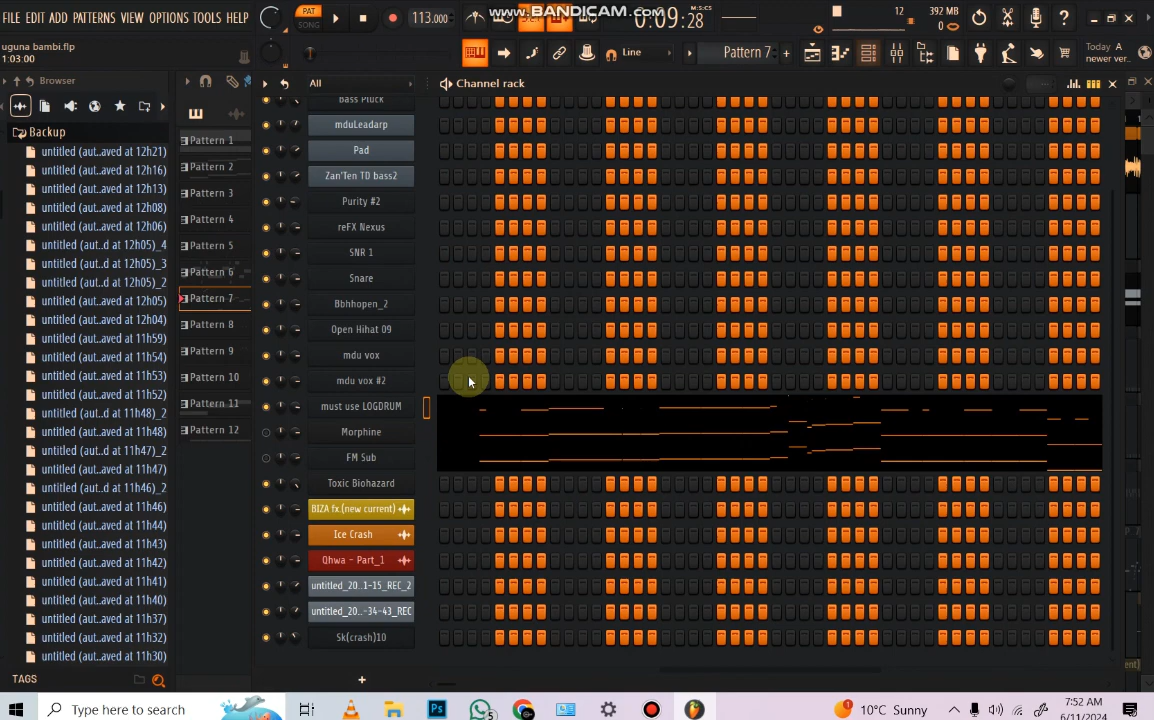 FILE EDIT ADD PATTERNS VIEW OPTIONS TOOLS HELP
PAT
SONG
113.000
www.BANDICAM.com
0:09:28
M:S:CS
12
392 MB
0
uguna bambi.flp
1:03:00
Line
Pattern 7
Today A
newer ver..
Browser
All
Channel rack
Backup
untitled (aut..aved at 12h21)
untitled (aut..aved at 12h16)
untitled (aut..aved at 12h13)
untitled (aut..aved at 12h08)
untitled (aut..aved at 12h06)
untitled (aut..d at 12h05)_4
untitled (aut..d at 12h05)_3
untitled (aut..d at 12h05)_2
untitled (aut..aved at 12h05)
untitled (aut..aved at 12h04)
untitled (aut..aved at 11h59)
untitled (aut..aved at 11h54)
untitled (aut..aved at 11h53)
untitled (aut..aved at 11h52)
untitled (aut..d at 11h48)_2
untitled (aut..aved at 11h48)
untitled (aut..d at 11h47)_2
untitled (aut..aved at 11h47)
untitled (aut..d at 11h46)_2
untitled (aut..aved at 11h46)
untitled (aut..aved at 11h44)
untitled (aut..aved at 11h43)
untitled (aut..aved at 11h42)
untitled (aut..aved at 11h41)
untitled (aut..aved at 11h40)
untitled (aut..aved at 11h37)
untitled (aut..aved at 11h32)
untitled (aut..aved at 11h30)
TAGS
Pattern 1
Pattern 2
Pattern 3
Pattern 4
Pattern 5
Pattern 6
Pattern 7
Pattern 8
Pattern 9
Pattern 10
Pattern 11
Pattern 12
Bass Pluck
mduLeadarp
Pad
Zan'Ten TD bass2
Purity #2
reFX Nexus
SNR 1
Snare
Bbhhopen_2
Open Hihat 09
mdu vox
mdu vox #2
must use LOGDRUM
Morphine
FM Sub
Toxic Biohazard
BIZA fx.(new current)
Ice Crash
Qhwa - Part_1
untitled_20..1-15_REC_2
untitled_20..-34-43_REC
Sk(crash)10
Type here to search
Ps
5
10°C Sunny
7:52 AM
6/11/2024